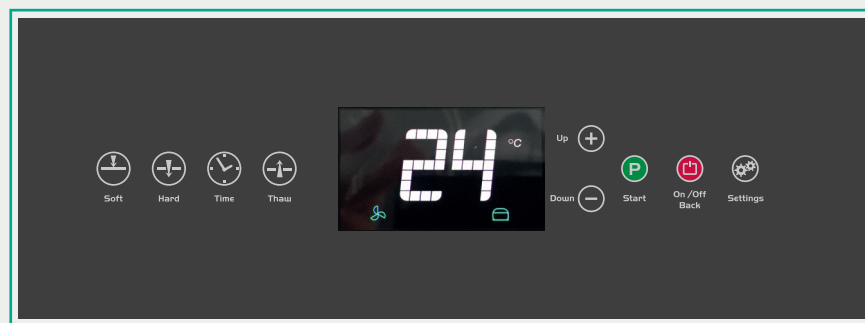 24 °C
Up
Down
Soft
Hard
Time
Thaw
P
Start
On /Off
Back
Settings